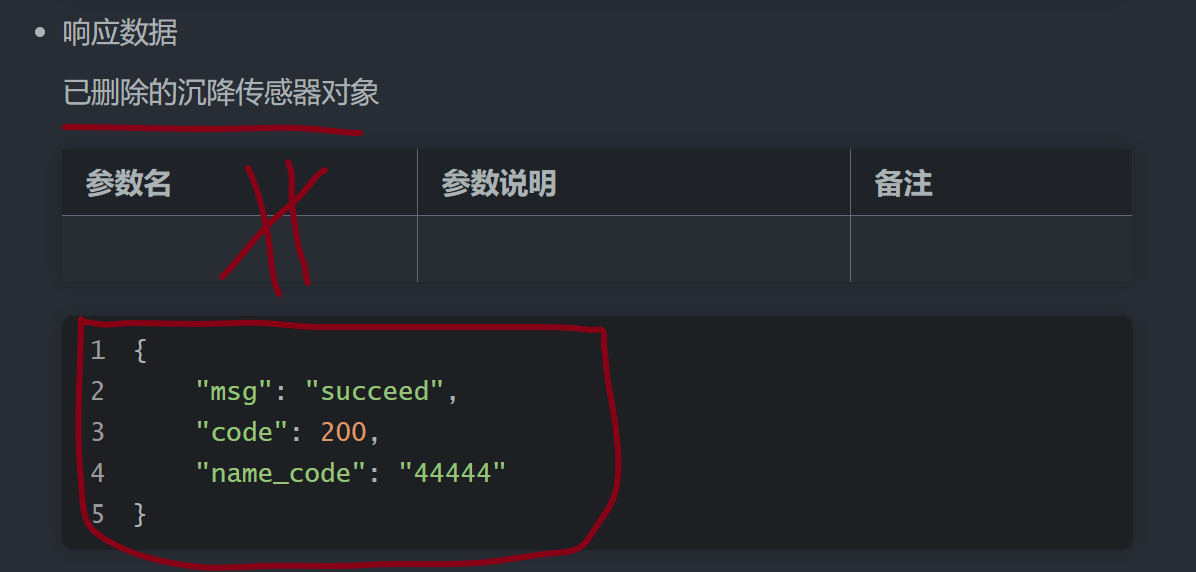 响应数据
已删除的沉降传感器对象
参数名 参数说明 备注
1 {
2 "msg": "succeed",
3 "code": 200,
4 "name_code": "44444"
5 }